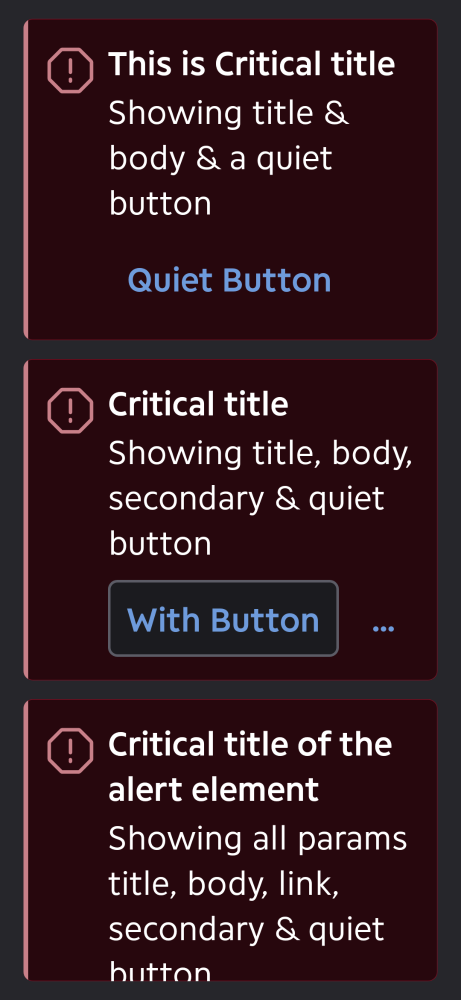 This is Critical title
Showing title &
body & a quiet
button
Quiet Button
Critical title
Showing title, body,
secondary & quiet
button
With Button
...
Critical title of the
alert element
Showing all params
title, body, link,
secondary & quiet
button